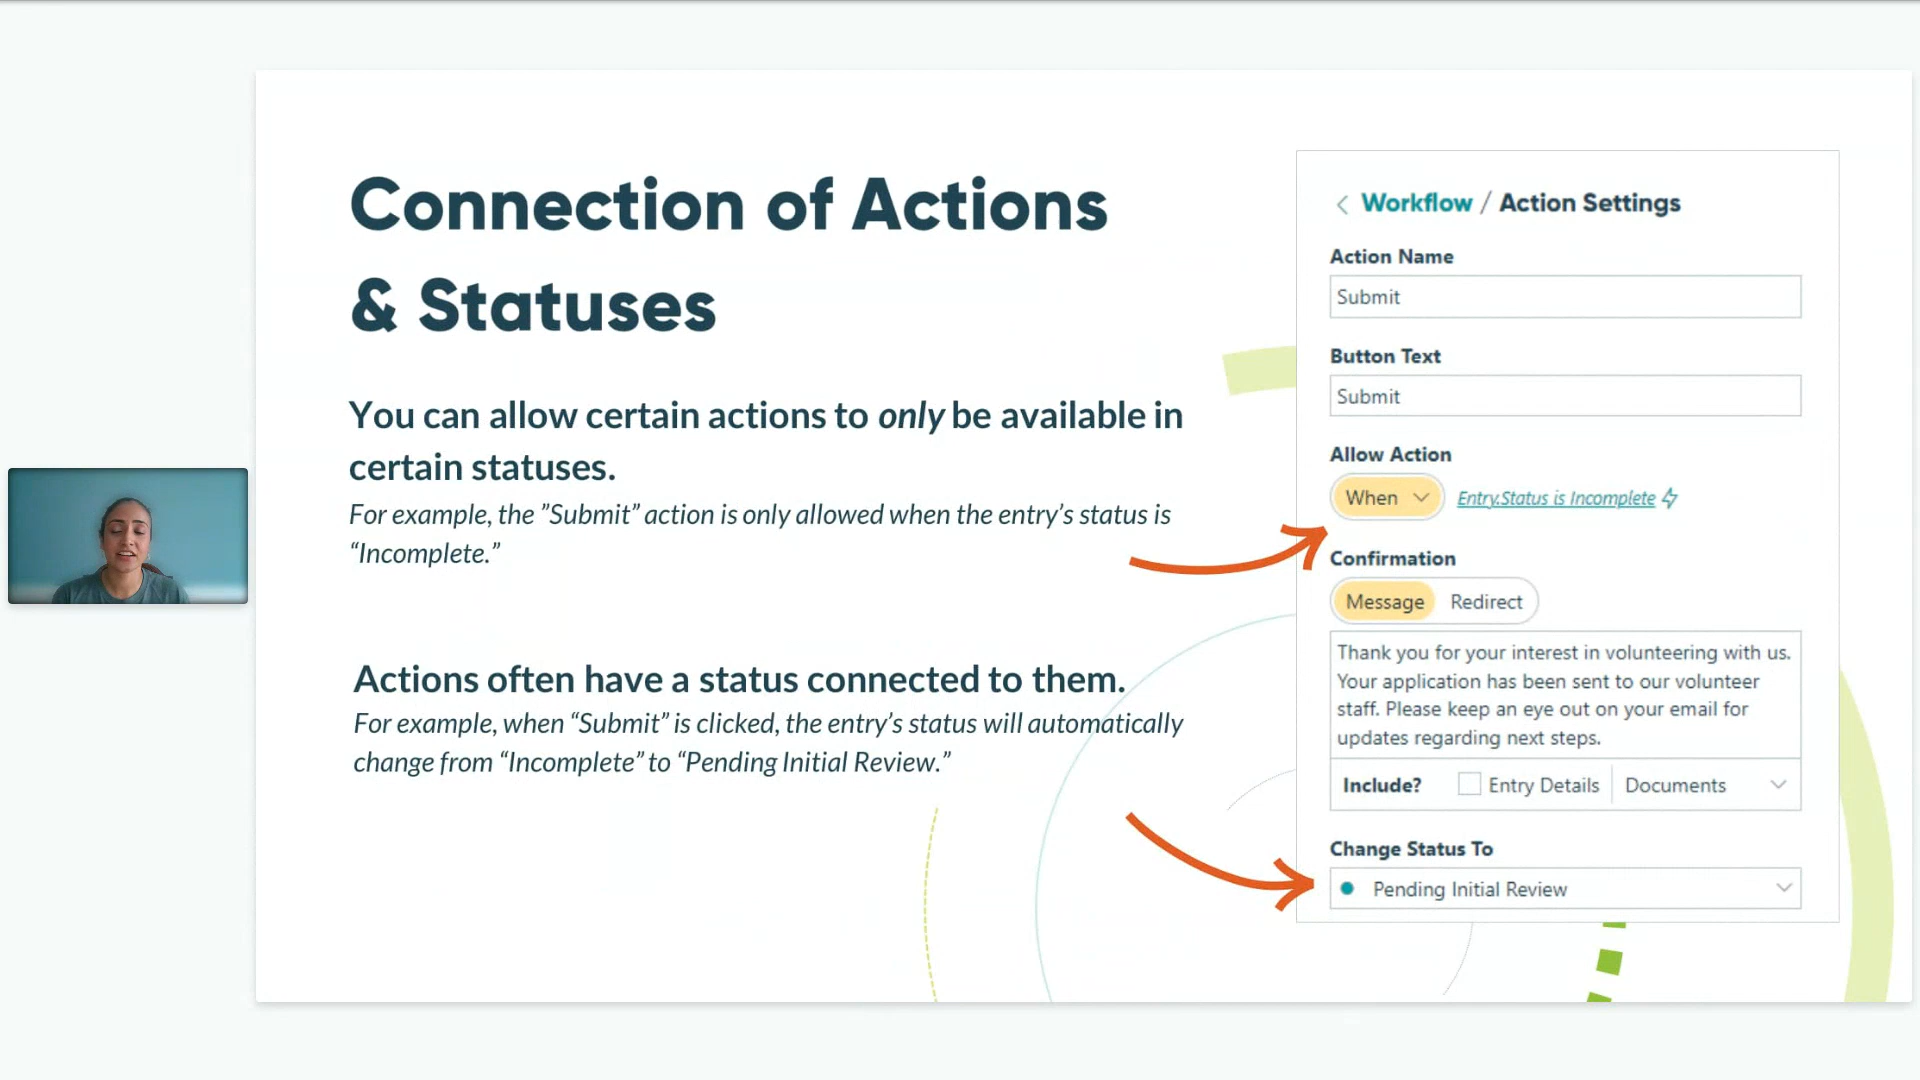 Connection of Actions
& Statuses
You can allow certain actions to only be available in
certain statuses.
For example, the ”Submit” action is only allowed when the entry’s status is
“Incomplete.”
Actions often have a status connected to them.
For example, when “Submit” is clicked, the entry’s status will automatically
change from “Incomplete” to “Pending Initial Review.”
Workflow / Action Settings
Action Name
Submit
Button Text
Submit
Allow Action
When Entry.Status is Incomplete
Confirmation
Message Redirect
Thank you for your interest in volunteering with us.
Your application has been sent to our volunteer
staff. Please keep an eye out on your email for
updates regarding next steps.
Include? Entry Details Documents
Change Status To
Pending Initial Review